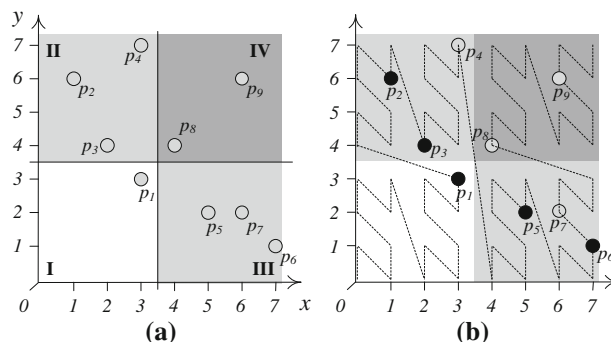 y
7 II p4 IV
6 p2 p9
5 p8
4 p3
3 p1
2 p5 p7
1 p6
I III
0 1 2 3 4 5 6 7 x
(a)
y
7 p4
6 p2 p9
5
4 p3 p8
3 p1
2 p5 p7
1 p6
0 1 2 3 4 5 6 7 x
(b)